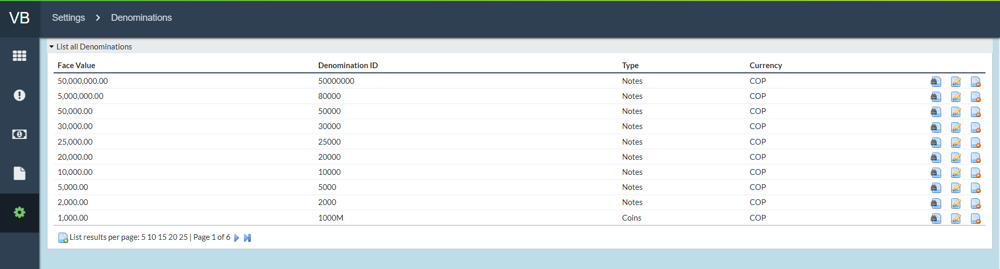 VB
Settings > Denominations
List all Denominations
Face Value Denomination ID Type Currency
50,000,000.00 50000000 Notes COP
5,000,000.00 80000 Notes COP
50,000.00 50000 Notes COP
30,000.00 30000 Notes COP
25,000.00 25000 Notes COP
20,000.00 20000 Notes COP
10,000.00 10000 Notes COP
5,000.00 5000 Notes COP
2,000.00 2000 Notes COP
1,000.00 1000M Coins COP
List results per page: 5 10 15 20 25 | Page 1 of 6